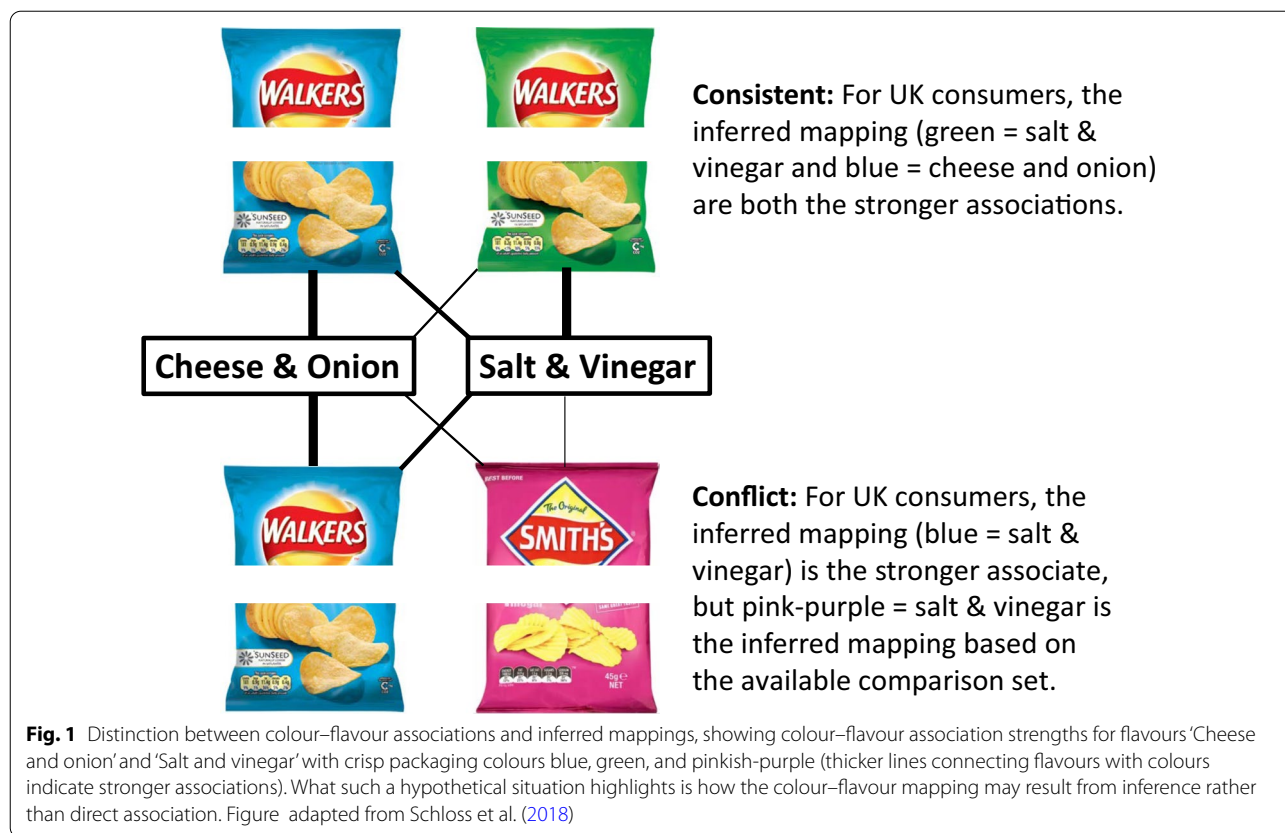 WALKERS
WALKERS
Consistent: For UK consumers, the
inferred mapping (green = salt &
vinegar and blue = cheese and onion)
are both the stronger associations.
SUNSEED
SUNSEED
Cheese & Onion
Salt & Vinegar
WALKERS
BEST BEFORE
The Original
SMITH'S
Conflict: For UK consumers, the
inferred mapping (blue = salt &
vinegar) is the stronger associate,
but pink-purple = salt & vinegar is
the inferred mapping based on
the available comparison set.
SUNSEED
45g e
NET
Fig. 1 Distinction between colour–flavour associations and inferred mappings, showing colour–flavour association strengths for flavours ‘Cheese
and onion’ and ‘Salt and vinegar’ with crisp packaging colours blue, green, and pinkish-purple (thicker lines connecting flavours with colours
indicate stronger associations). What such a hypothetical situation highlights is how the colour–flavour mapping may result from inference rather
than direct association. Figure adapted from Schloss et al. (2018)